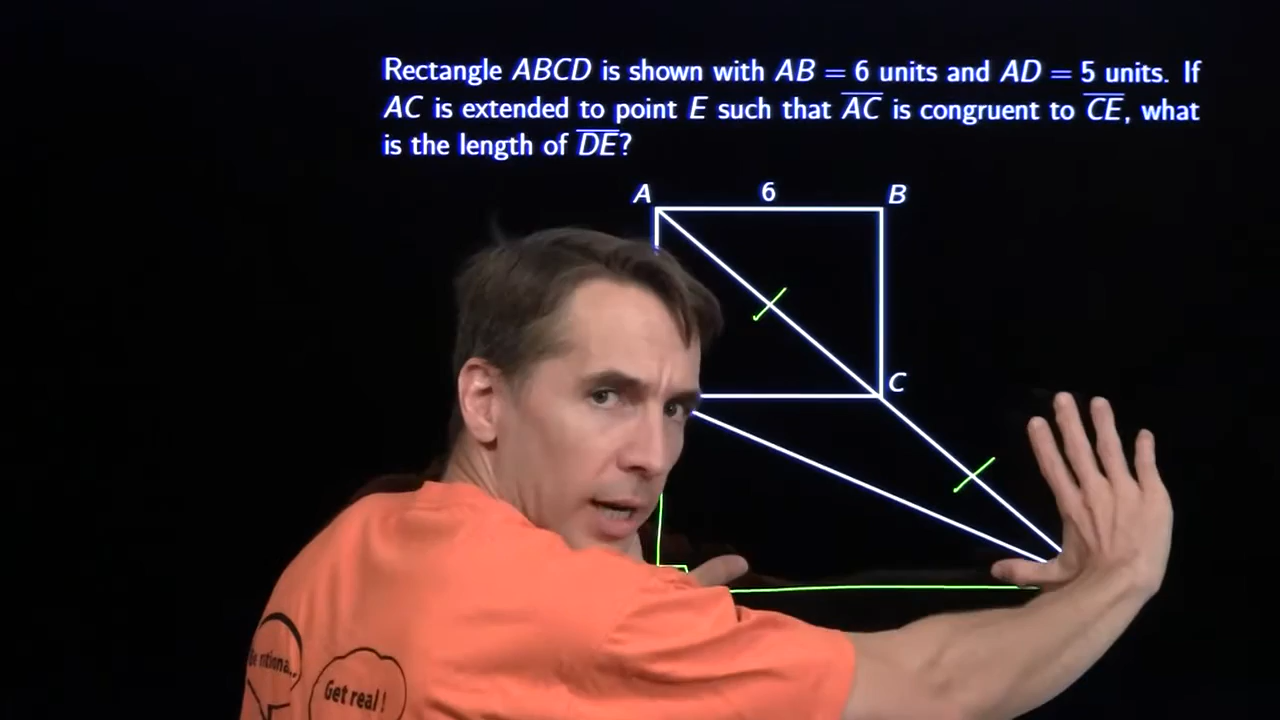 Rectangle ABCD is shown with AB = 6 units and AD = 5 units. If
AC is extended to point E such that AC is congruent to CE, what
is the length of DE?
A 6 B
C
Get real!